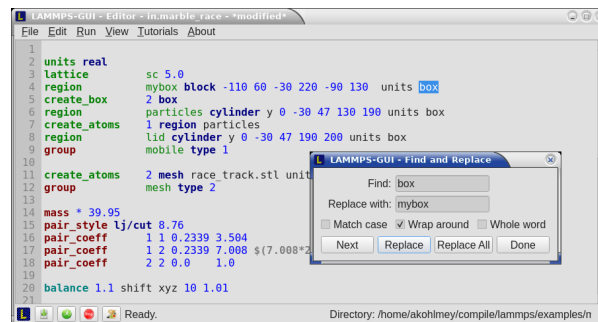 LAMMPS-GUI - Editor - in.marble_race - *modified*
File Edit Run View Tutorials About
1
2 units real
3 lattice sc 5.0
4 region mybox block -110 60 -30 220 -90 130 units box
5 create_box 2 box
6 region particles cylinder y 0 -30 47 130 190 units box
7 create_atoms 1 region particles
8 region lid cylinder y 0 -30 47 190 200 units box
9 group mobile type 1
10
11 create_atoms 2 mesh race_track.stl unit
12 group mesh type 2
13
14 mass * 39.95
15 pair_style lj/cut 8.76
16 pair_coeff 1 1 0.2339 3.504
17 pair_coeff 1 2 0.2339 7.008 $(7.008*2
18 pair_coeff 2 2 0.0 1.0
19
20 balance 1.1 shift xyz 10 1.01
21
LAMMPS-GUI - Find and Replace
Find: box
Replace with: mybox
Match case Wrap around Whole word
Next Replace Replace All Done
L Ready. Directory: /home/akohlmey/compile/lammps/examples/n